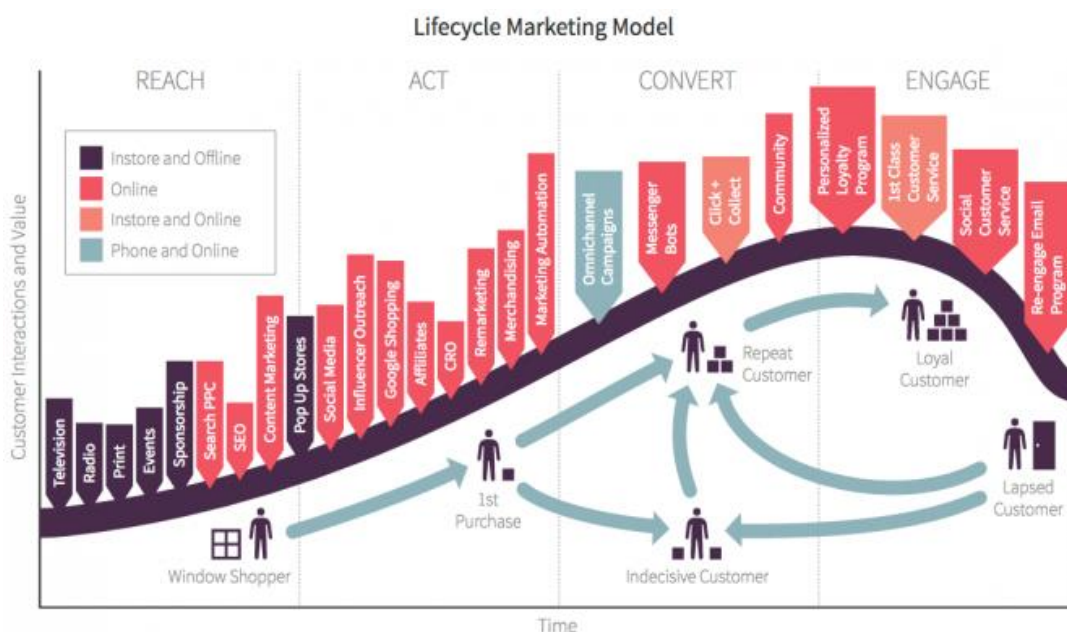 Lifecycle Marketing Model
REACH
ACT
CONVERT
ENGAGE
Instore and Offline
Online
Instore and Online
Phone and Online
Customer Interactions and Value
Television
Radio
Print
Events
Sponsorship
Search PPC
SEO
Content Marketing
Pop Up Stores
Social Media
Influencer Outreach
Google Shopping
Affliliates
CRO
Remarketing
Merchandising
Marketing Automation
Omnichannel
Campaigns
Messenger
Bots
Click+
Collect
Community
Personalized
Loyalty
Program
1st Class
Customer
Service
Social
Customer
Service
Re-engage Email
Program
Window Shopper
1st
Purchase
Repeat
Customer
Indecisive Customer
Loyal
Customer
Lapsed
Customer
Time